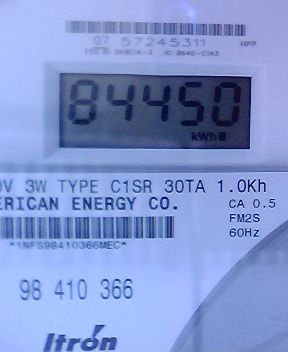 07 57245311 HPP
84450
kWh
0V 3W TYPE C1SR 30TA 1.0Kh
ERICAN ENERGY CO. CA 0.5
FM2S
60Hz
*1NFS98410366MEC*
98 410 366
Itron